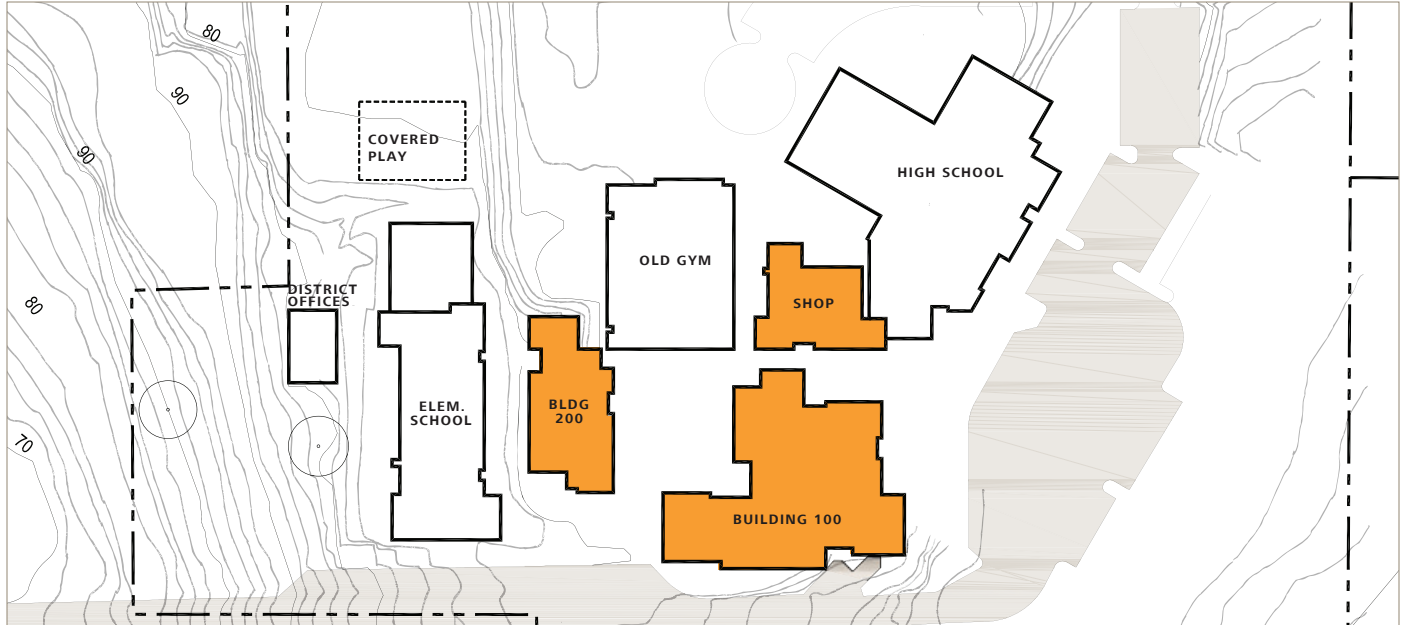 80
90
90
COVERED
PLAY
HIGH SCHOOL
OLD GYM
DISTRICT
OFFICES
80
SHOP
ELEM.
SCHOOL
BLDG
200
70
BUILDING 100